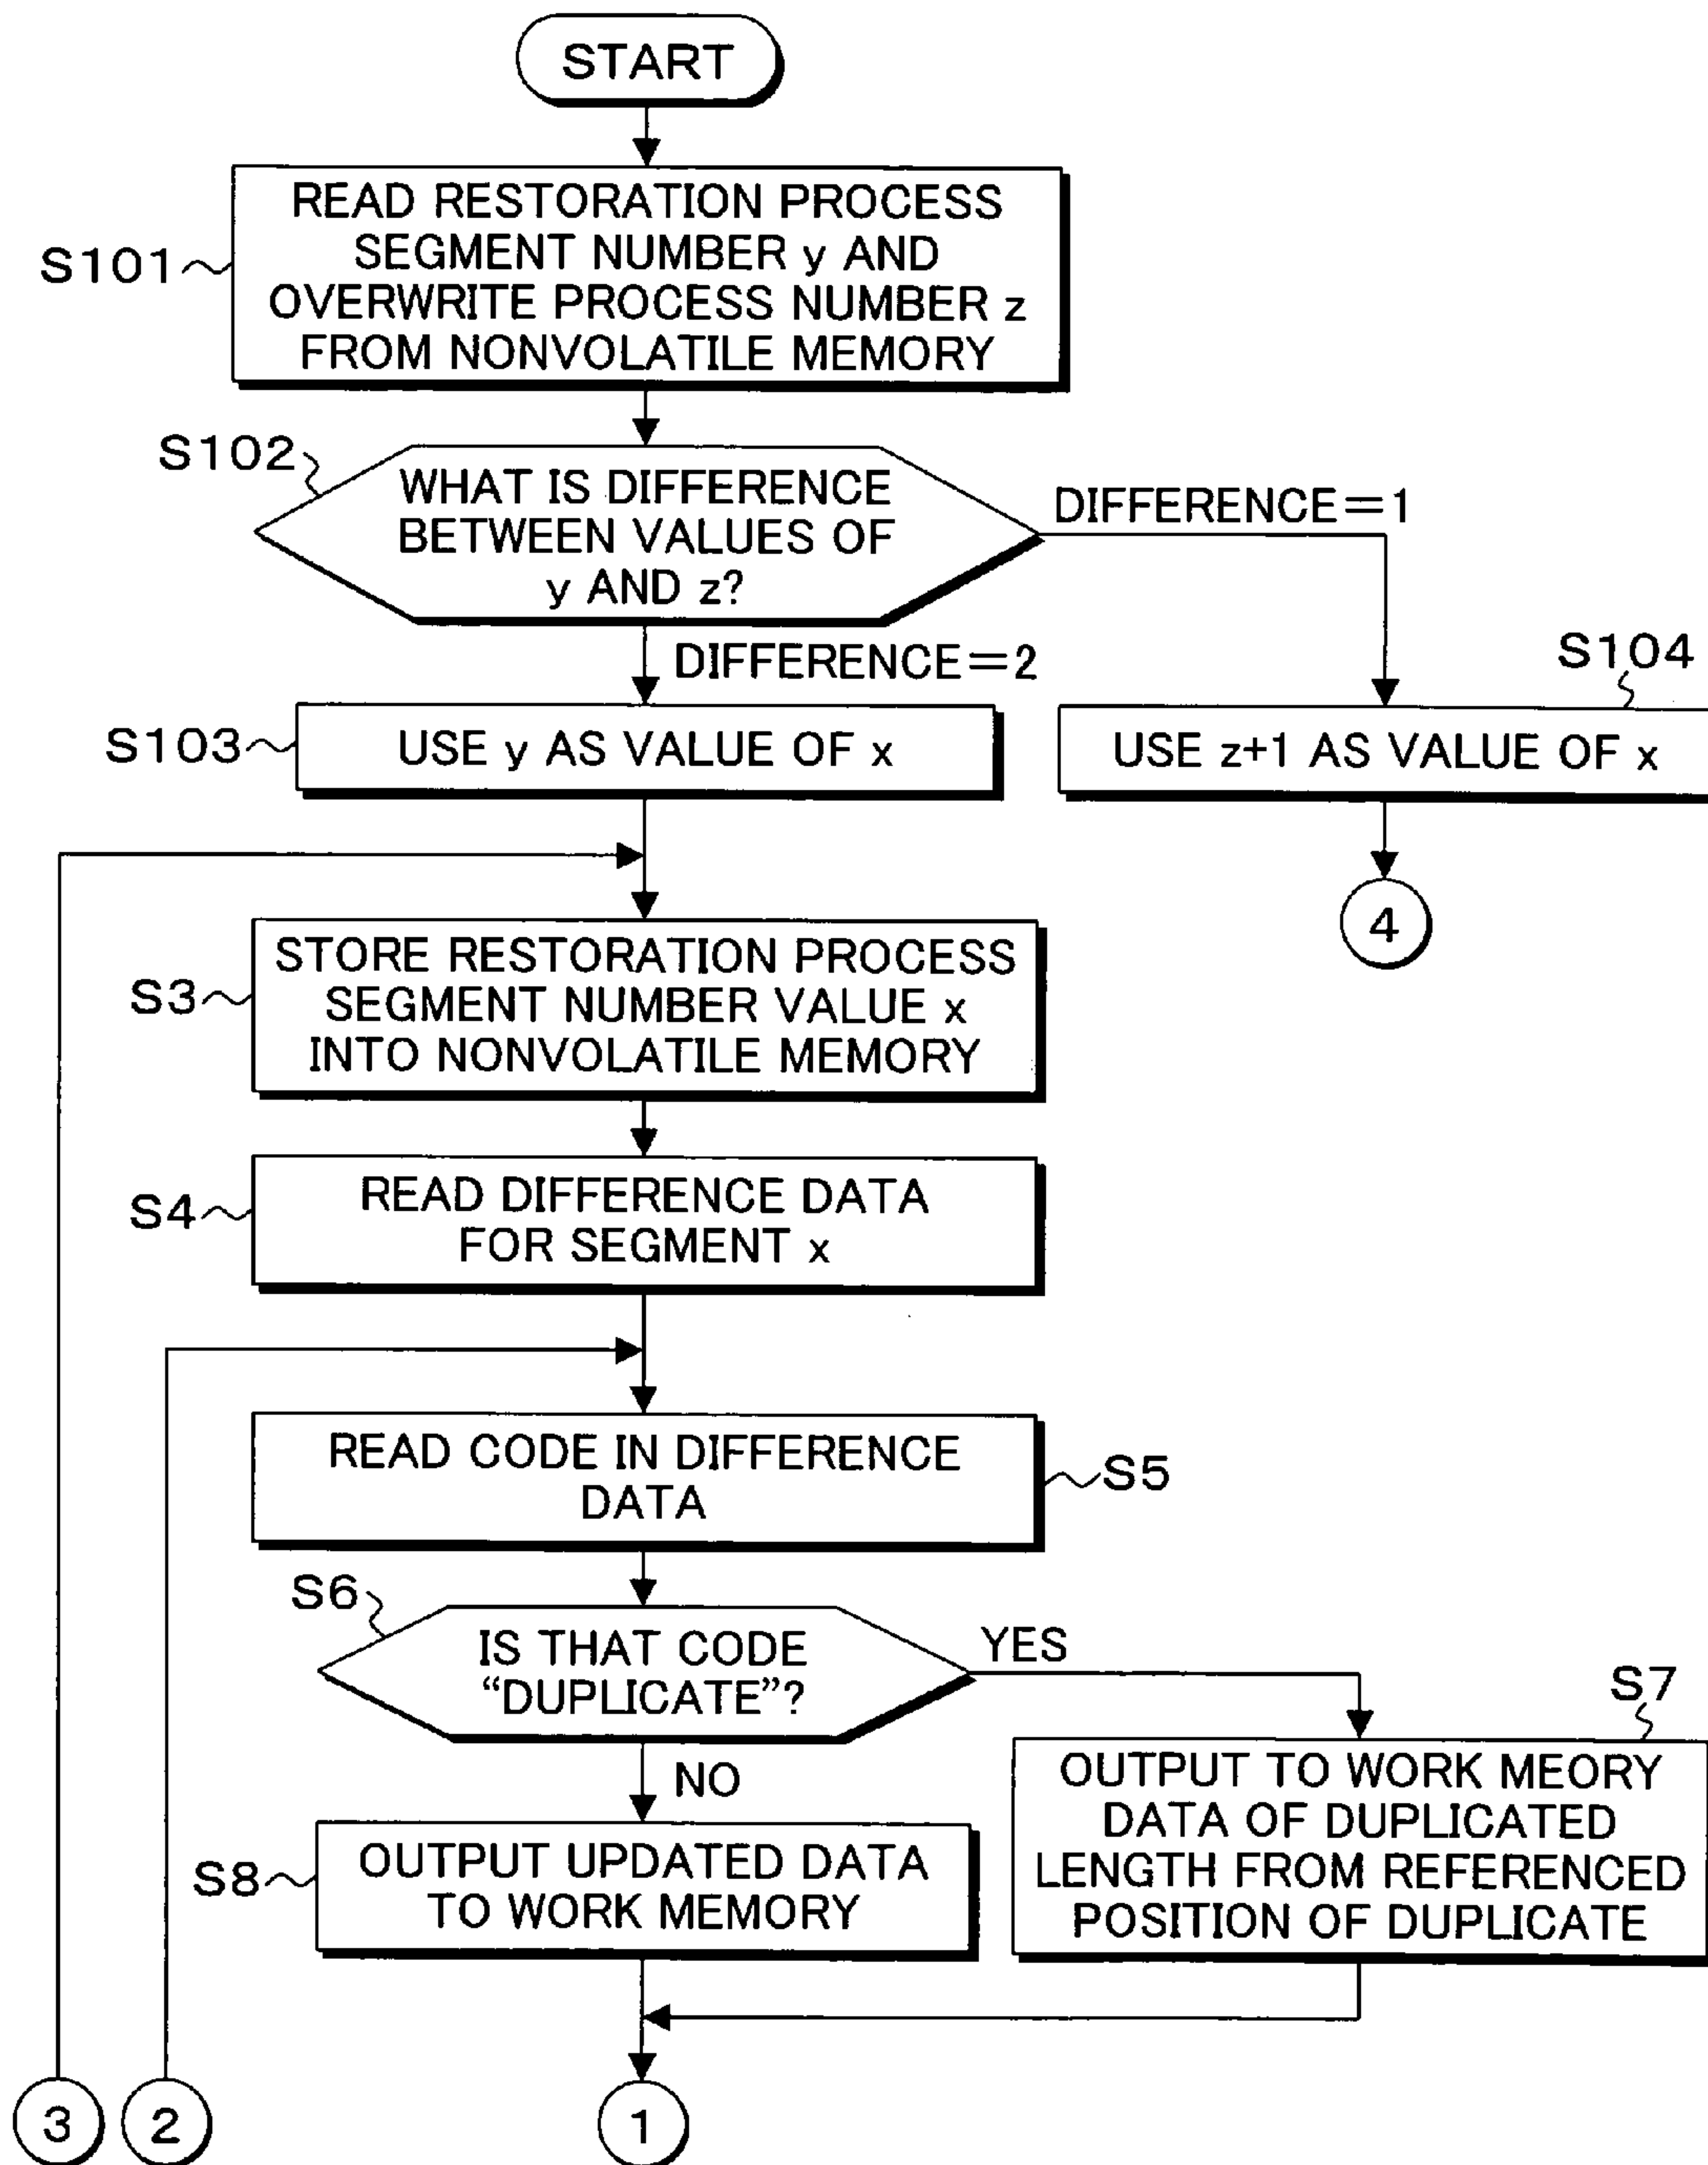 START
S101
READ RESTORATION PROCESS
SEGMENT NUMBER y AND
OVERWRITE PROCESS NUMBER z
FROM NONVOLATILE MEMORY
S102
WHAT IS DIFFERENCE
BETWEEN VALUES OF
y AND z?
DIFFERENCE=1
DIFFERENCE=2
S103
USE y AS VALUE OF x
S104
USE z+1 AS VALUE OF x
4
S3
STORE RESTORATION PROCESS
SEGMENT NUMBER VALUE x
INTO NONVOLATILE MEMORY
S4
READ DIFFERENCE DATA
FOR SEGMENT x
READ CODE IN DIFFERENCE
DATA
S5
S6
IS THAT CODE
“DUPLICATE”?
YES
NO
S7
OUTPUT TO WORK MEORY
DATA OF DUPLICATED
LENGTH FROM REFERENCED
POSITION OF DUPLICATE
S8
OUTPUT UPDATED DATA
TO WORK MEMORY
3
2
1